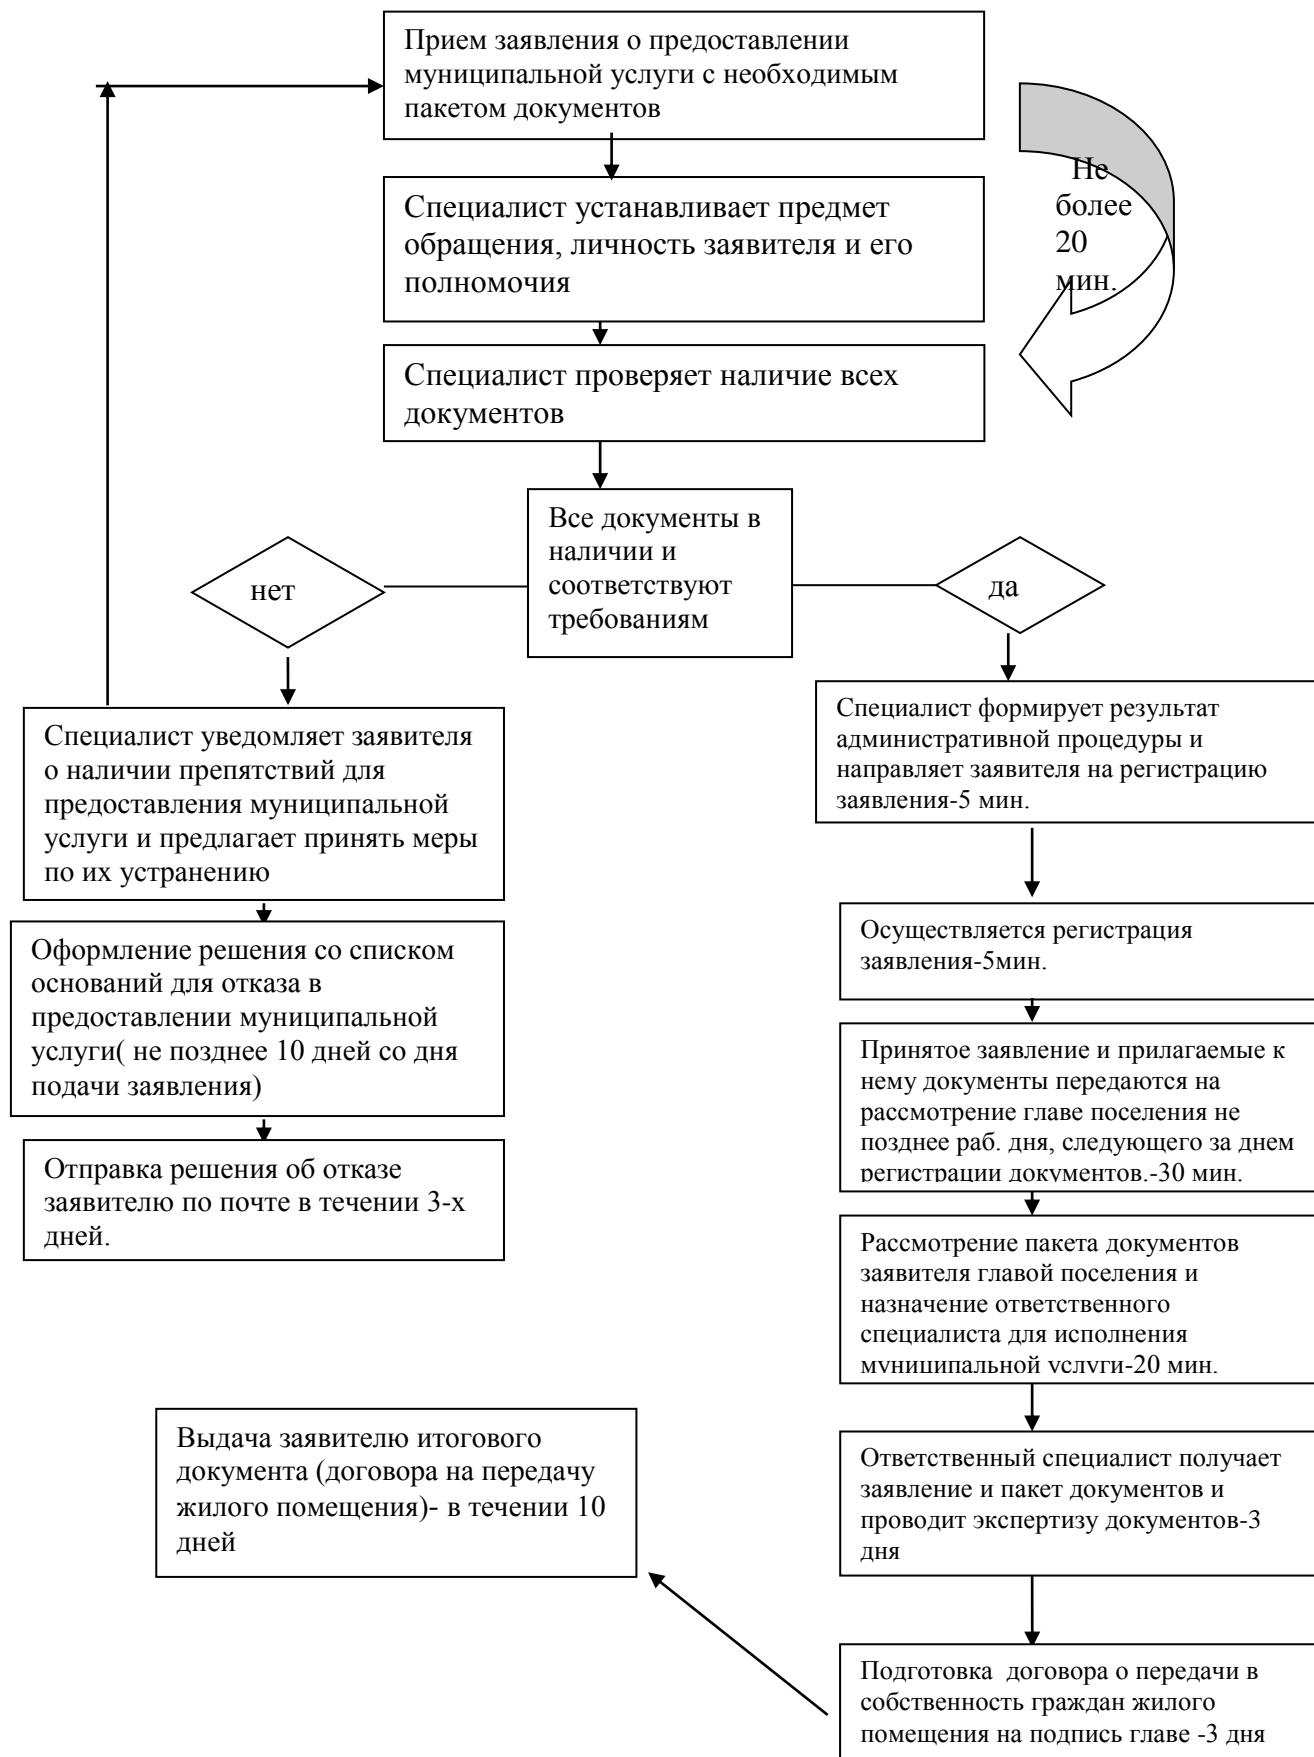 Прием заявления о предоставлении
муниципальной услуги с необходимым
пакетом документов
Не
более
20
мин.
Специалист устанавливает предмет
обращения, личность заявителя и его
полномочия
Специалист проверяет наличие всех
документов
Все документы в
наличии и
соответствуют
требованиям
нет
да
Специалист уведомляет заявителя
о наличии препятствий для
предоставления муниципальной
услуги и предлагает принять меры
по их устранению
Оформление решения со списком
оснований для отказа в
предоставлении муниципальной
услуги( не позднее 10 дней со дня
подачи заявления)
Отправка решения об отказе
заявителю по почте в течении 3-х
дней.
Специалист формирует результат
административной процедуры и
направляет заявителя на регистрацию
заявления-5 мин.
Осуществляется регистрация
заявления-5мин.
Принятое заявление и прилагаемые к
нему документы передаются на
рассмотрение главе поселения не
позднее раб. дня, следующего за днем
регистрации документов.-30 мин.
Рассмотрение пакета документов
заявителя главой поселения и
назначение ответственного
специалиста для исполнения
муниципальной услуги-20 мин.
Ответственный специалист получает
заявление и пакет документов и
проводит экспертизу документов-3
дня
Подготовка  договора о передачи в
собственность граждан жилого
помещения на подпись главе -3 дня
Выдача заявителю итогового
документа (договора на передачу
жилого помещения)- в течении 10
дней